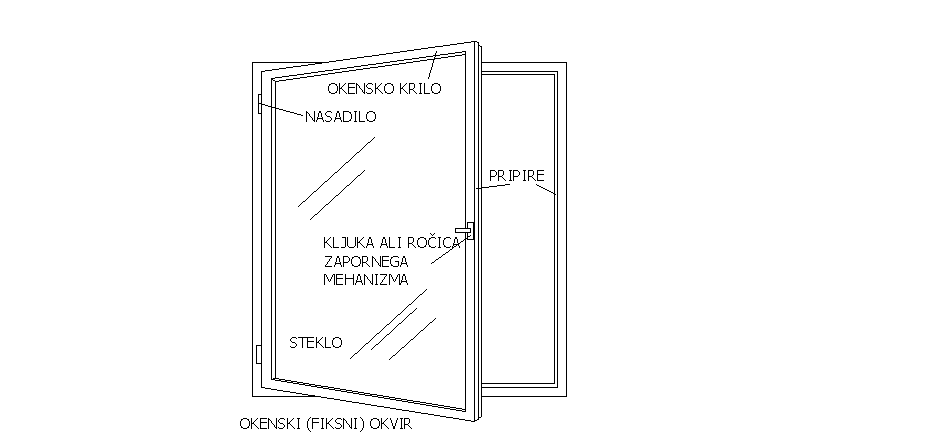 OKENSKO KRILO
NASADILO
PRIPIRE
KLJUKA ALI ROČICA
ZAPORNEGA
MEHANIZMA
STEKLO
OKENSKI (FIKSNI) OKVIR